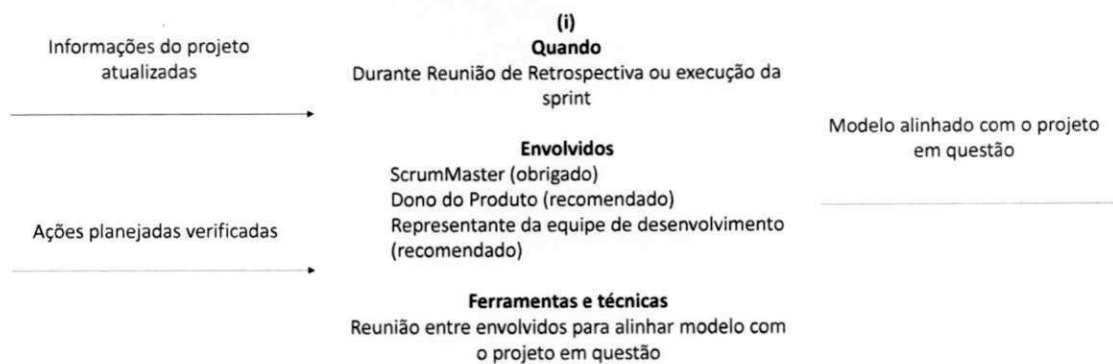 Informações do projeto
atualizadas
(i)
Quando
Durante Reunião de Retrospectiva ou execução da
sprint
Envolvidos
ScrumMaster (obrigado)
Dono do Produto (recomendado)
Representante da equipe de desenvolvimento
(recomendado)
Ações planejadas verificadas
Modelo alinhado com o projeto
em questão
Ferramentas e técnicas
Reunião entre envolvidos para alinhar modelo com
o projeto em questão